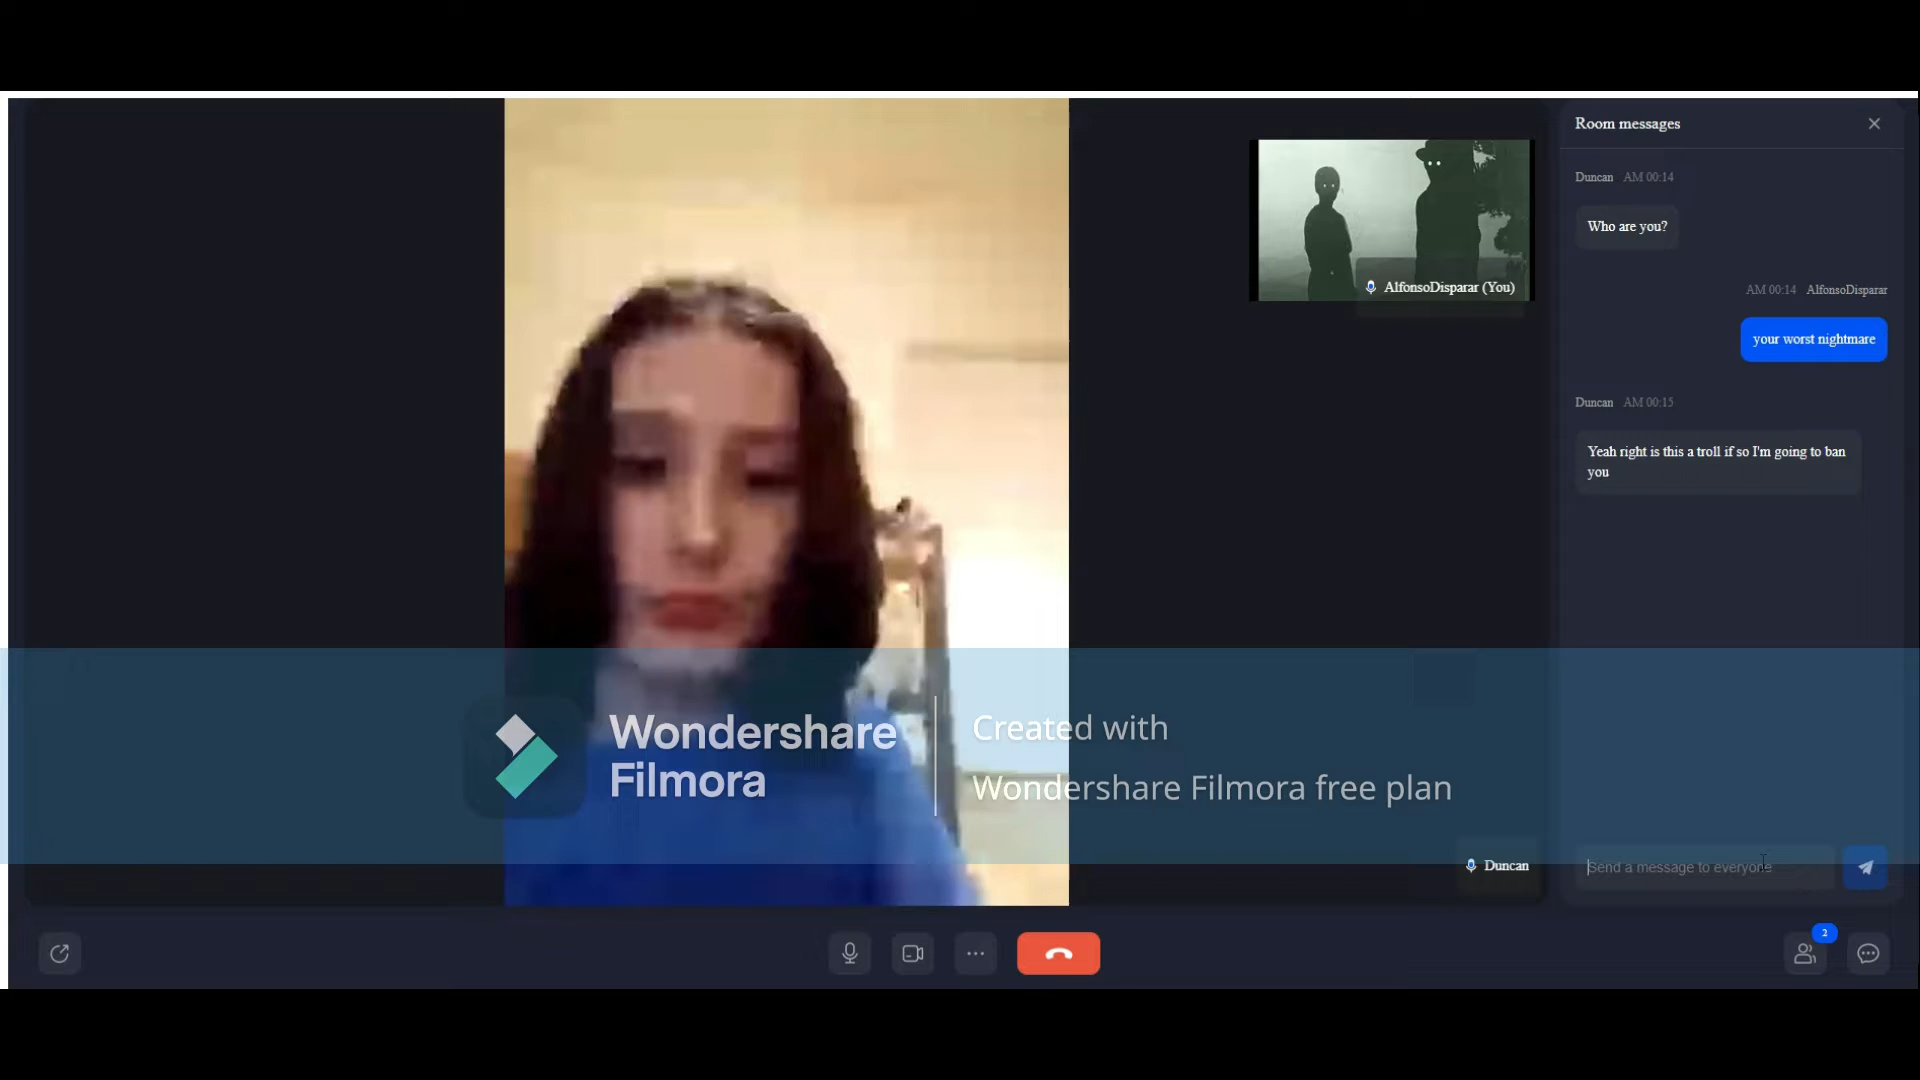 Room messages
Duncan AM 00:14
Who are you?
AM 00:14 AlfonsoDisparar
your worst nightmare
Duncan AM 00:15
Yeah right is this a troll if so I'm going to ban
you
AlfonsoDisparar (You)
Wondershare
Filmora
Created with
Wondershare Filmora free plan
Duncan
Send a message to everyone
2